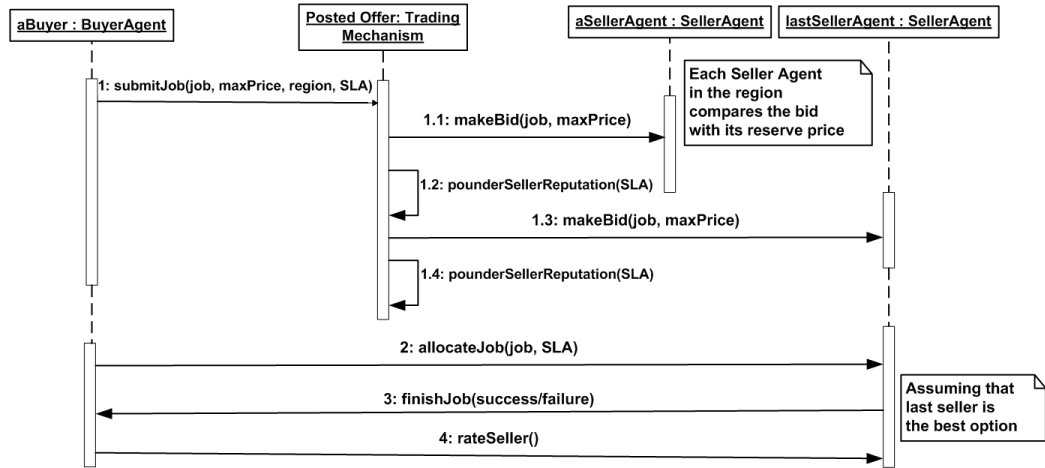 aBuyer : BuyerAgent
Posted Offer: Trading
Mechanism
aSellerAgent : SellerAgent
lastSellerAgent : SellerAgent
Each Seller Agent
in the region
compares the bid
with its reserve price
1: submitJob(job, maxPrice, region, SLA)
1.1: makeBid(job, maxPrice)
1.2: pounderSellerReputation(SLA)
1.3: makeBid(job, maxPrice)
1.4: pounderSellerReputation(SLA)
2: allocateJob(job, SLA)
3: finishJob(success/failure)
4: rateSeller()
Assuming that
last seller is
the best option